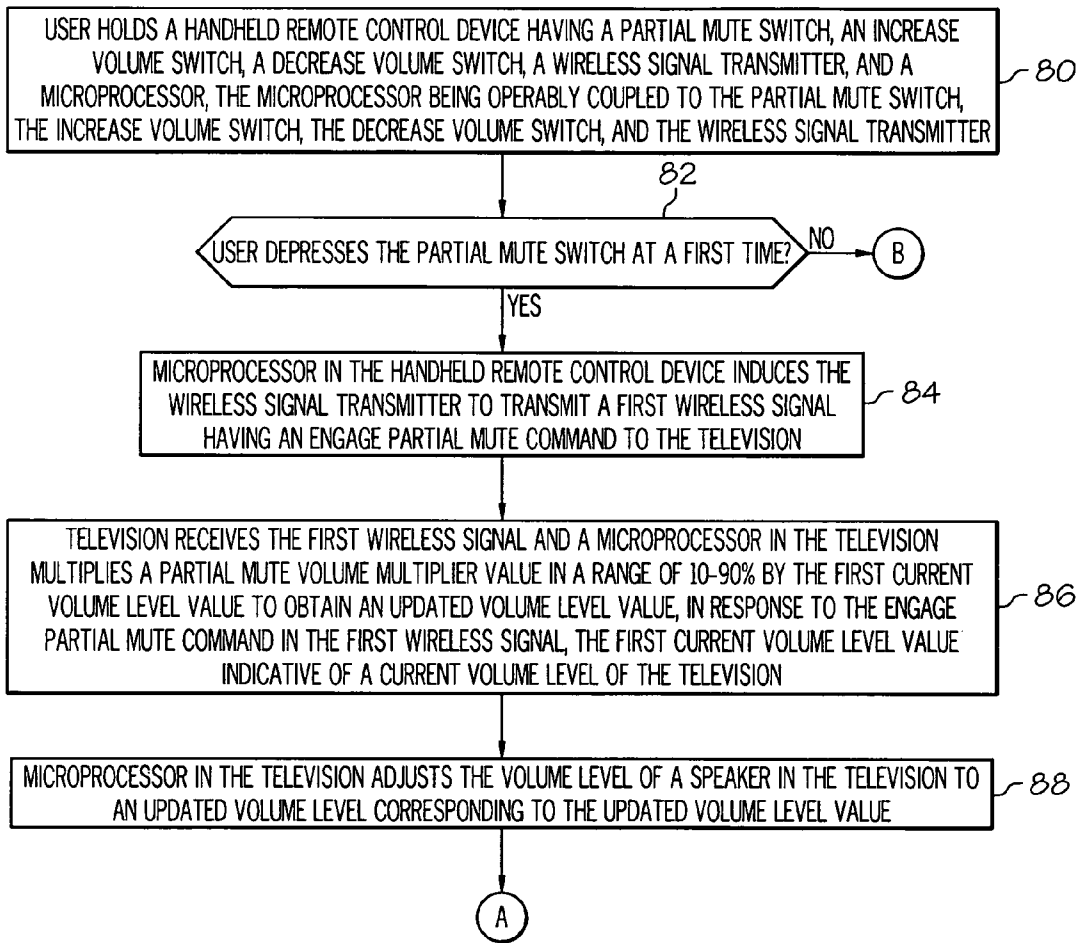 USER HOLDS A HANDHELD REMOTE CONTROL DEVICE HAVING A PARTIAL MUTE SWITCH, AN INCREASE
VOLUME SWITCH, A DECREASE VOLUME SWITCH, A WIRELESS SIGNAL TRANSMITTER, AND A
MICROPROCESSOR, THE MICROPROCESSOR BEING OPERABLY COUPLED TO THE PARTIAL MUTE SWITCH,
THE INCREASE VOLUME SWITCH, THE DECREASE VOLUME SWITCH, AND THE WIRELESS SIGNAL TRANSMITTER
80
82
USER DEPRESSES THE PARTIAL MUTE SWITCH AT A FIRST TIME?
NO
B
YES
MICROPROCESSOR IN THE HANDHELD REMOTE CONTROL DEVICE INDUCES THE
WIRELESS SIGNAL TRANSMITTER TO TRANSMIT A FIRST WIRELESS SIGNAL
HAVING AN ENGAGE PARTIAL MUTE COMMAND TO THE TELEVISION
84
TELEVISION RECEIVES THE FIRST WIRELESS SIGNAL AND A MICROPROCESSOR IN THE TELEVISION
MULTIPLIES A PARTIAL MUTE VOLUME MULTIPLIER VALUE IN A RANGE OF 10-90% BY THE FIRST CURRENT
VOLUME LEVEL VALUE TO OBTAIN AN UPDATED VOLUME LEVEL VALUE, IN RESPONSE TO THE ENGAGE
PARTIAL MUTE COMMAND IN THE FIRST WIRELESS SIGNAL, THE FIRST CURRENT VOLUME LEVEL VALUE
INDICATIVE OF A CURRENT VOLUME LEVEL OF THE TELEVISION
86
MICROPROCESSOR IN THE TELEVISION ADJUSTS THE VOLUME LEVEL OF A SPEAKER IN THE TELEVISION TO
AN UPDATED VOLUME LEVEL CORRESPONDING TO THE UPDATED VOLUME LEVEL VALUE
88
A